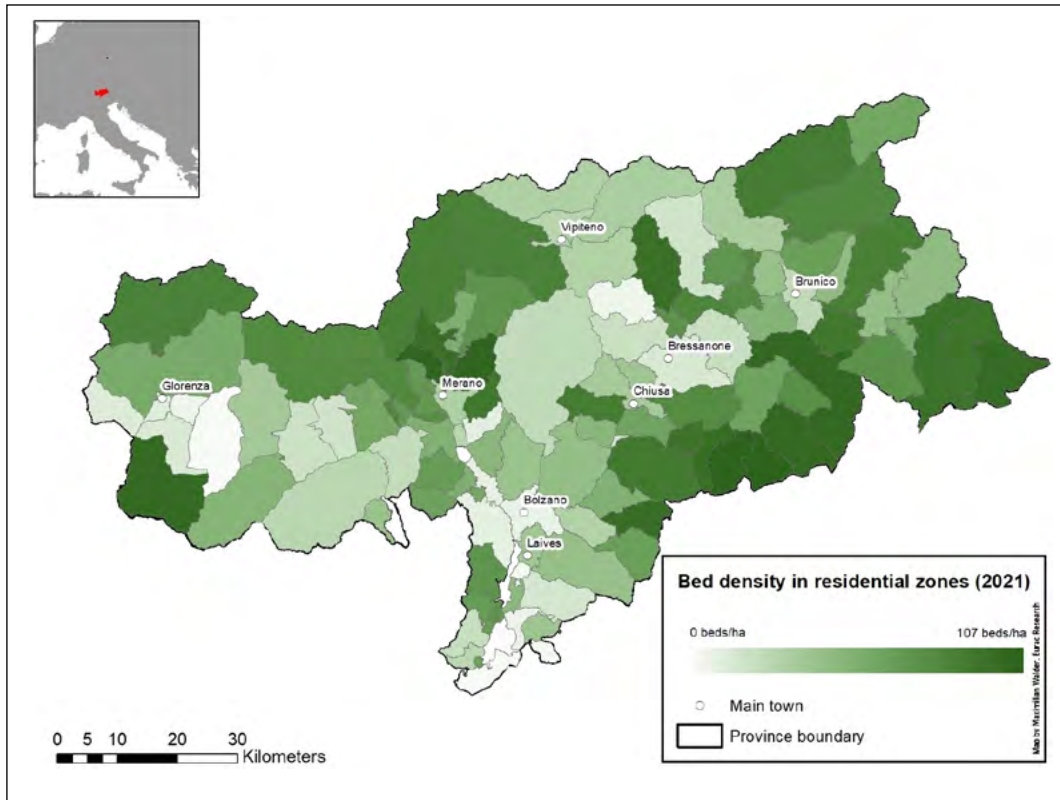 Vipiteno
Brunico
Bressanone
Glorenza
Merano
Chiusa
Bolzano
Laives
Bed density in residential zones (2021)
0 beds/ha 107 beds/ha
Main town
Province boundary
Map by Maximilian Walder, Eurac Research
0 5 10 20 30
Kilometers